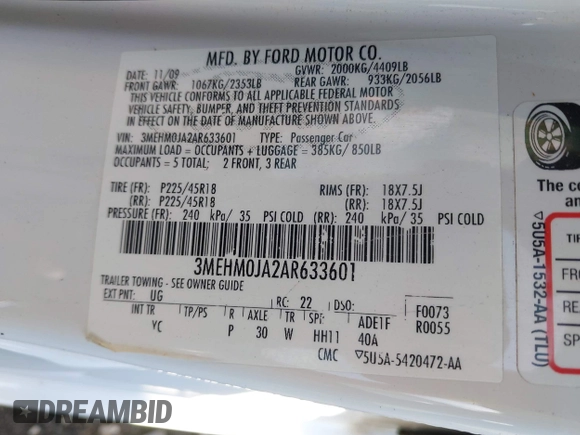 MFD. BY FORD MOTOR CO.
DATE: 11/09 GVWR: 2000KG/4409LB
FRONT GAWR: 1067KG/2353LB REAR GAWR: 933KG/2056LB
THIS VEHICLE CONFORMS TO ALL APPLICABLE FEDERAL MOTOR
VEHICLE SAFETY, BUMPER, AND THEFT PREVENTION STANDARDS
IN EFFECT ON THE DATE OF MANUFACTURE SHOWN ABOVE.
VIN: 3MEHM0JA2AR633601 TYPE: Passenger Car
MAXIMUM LOAD = OCCUPANTS + LUGGAGE = 385KG/ 850LB
OCCUPANTS = 5 TOTAL; 2 FRONT, 3 REAR
TIRE (FR): P225/45R18 RIMS (FR): 18X7.5J
(RR): P225/45R18 (RR): 18X7.5J
PRESSURE (FR): 240 kPa/ 35 PSI COLD (RR): 240 kPa/ 35 PSI COLD
3MEHM0JA2AR633601
TRAILER TOWING - SEE OWNER GUIDE
EXT PNT: UG RC: 22 DSO: F0073
INT TR TP/PS R AXLE TR SPR ADE1F R0055
YC P 30 W HH11 40A
CMC ▽5U5A-5420472-AA
The co
an
TI
FRO
REA
SP
▽5U5A-1532-AA (TL0)
DREAMBID